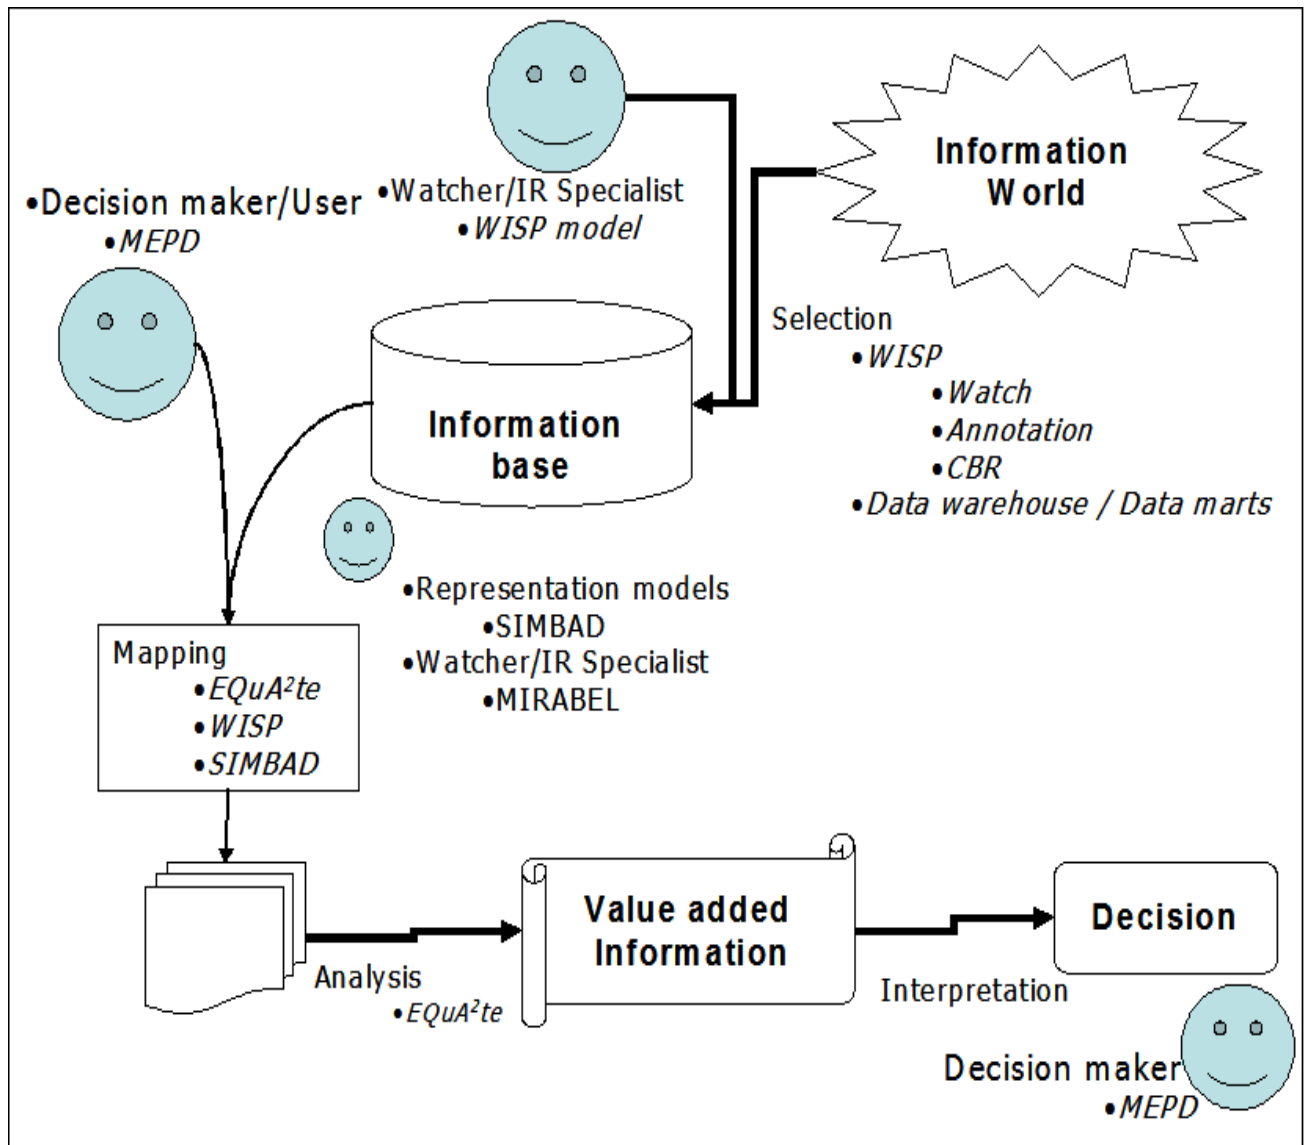 Information
World
•Watcher/IR Specialist
•WISP model
•Decision maker/User
•MEPD
Selection
•WISP
•Watch
•Annotation
•CBR
•Data warehouse / Data marts
Information
base
•Representation models
•SIMBAD
•Watcher/IR Specialist
•MIRABEL
Mapping
•EQuA²te
•WISP
•SIMBAD
Analysis
•EQuA²te
Value added
Information
Interpretation
Decision
Decision maker
•MEPD